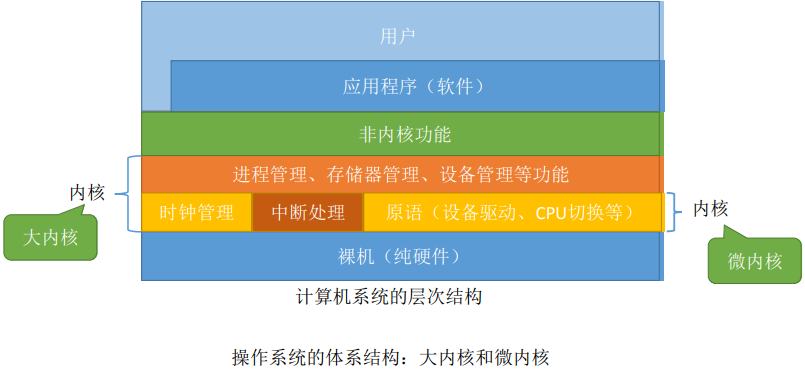 用户
应用程序（软件）
非内核功能
进程管理、存储器管理、设备管理等功能
内核
大内核
时钟管理
中断处理
原语（设备驱动、CPU切换等）
内核
微内核
裸机（纯硬件）
计算机系统的层次结构
操作系统的体系结构：大内核和微内核